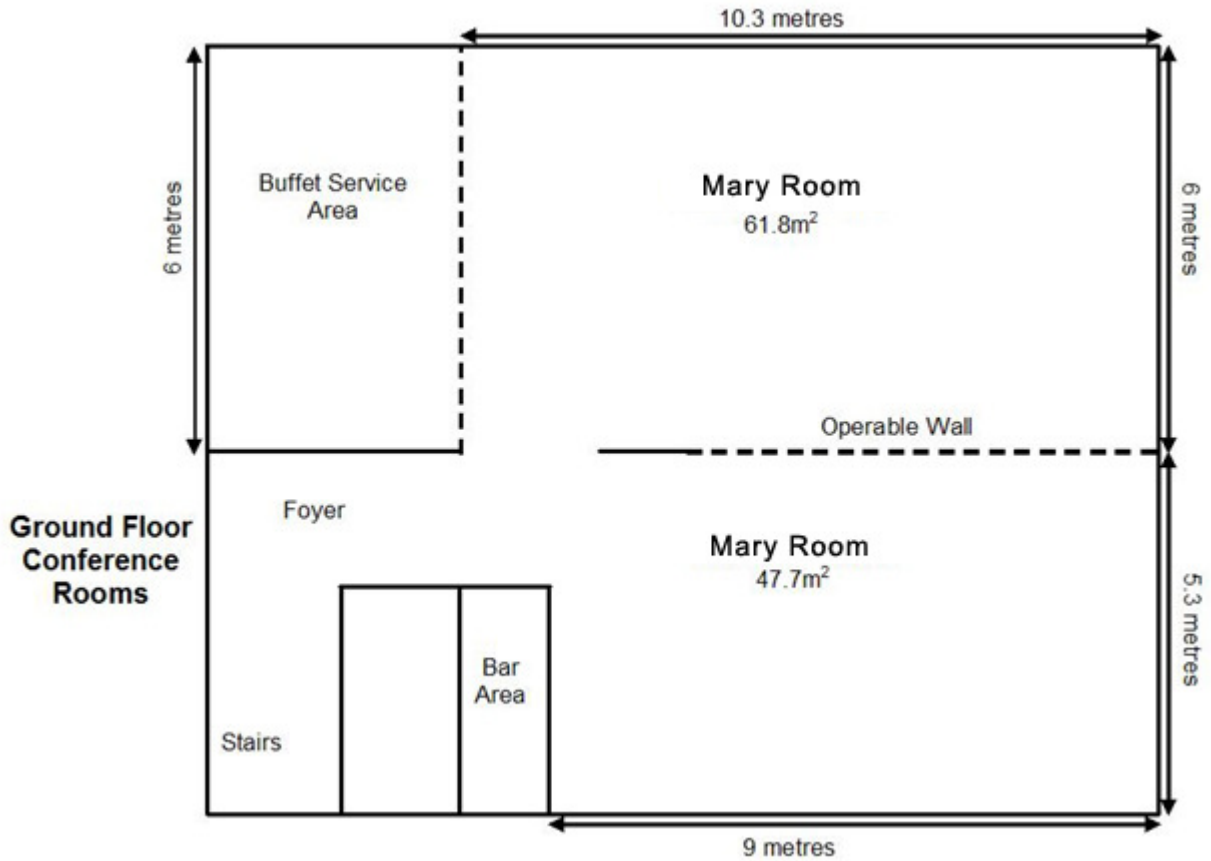 10.3 metres
Buffet Service
Area
Mary Room
61.8m²
6 metres
6 metres
Operable Wall
Foyer
Ground Floor
Conference
Rooms
Mary Room
47.7m²
5.3 metres
Bar
Area
Stairs
9 metres